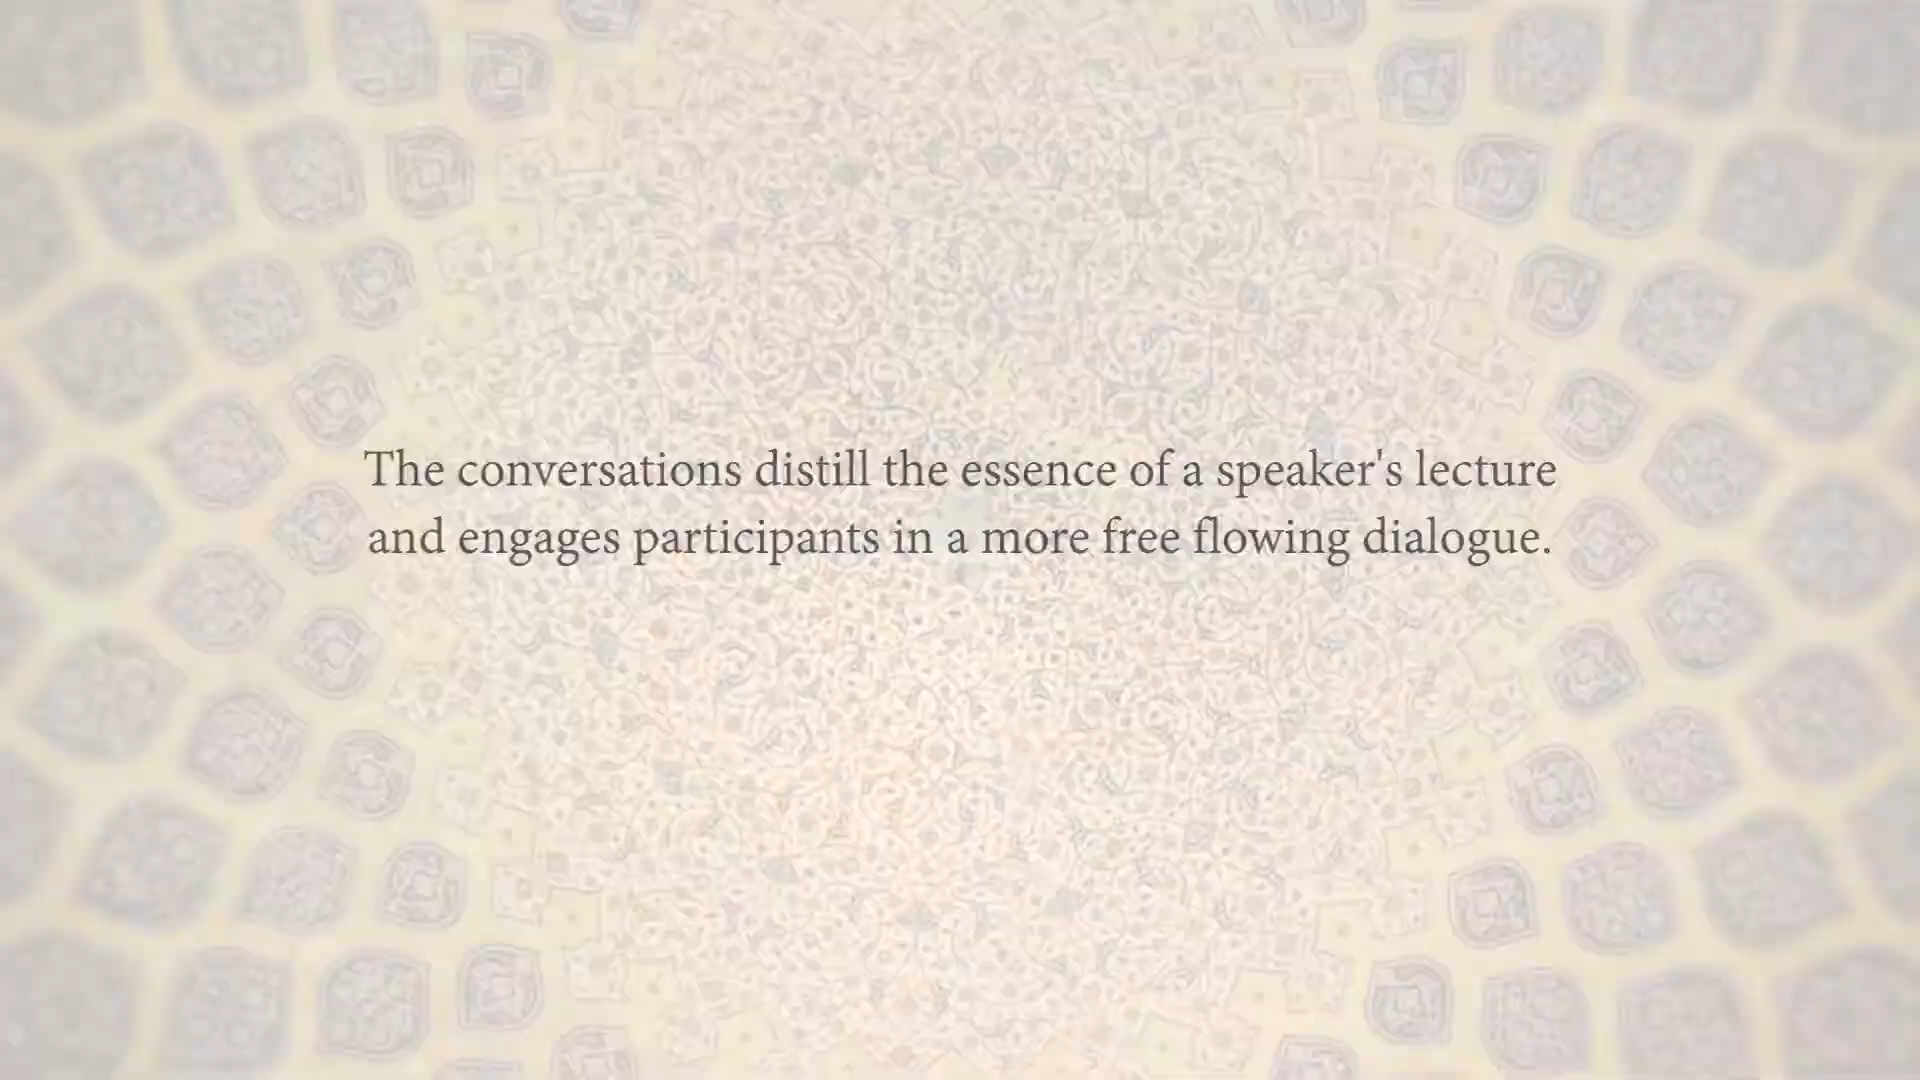 The conversations distill the essence of a speaker's lecture
and engages participants in a more free flowing dialogue.